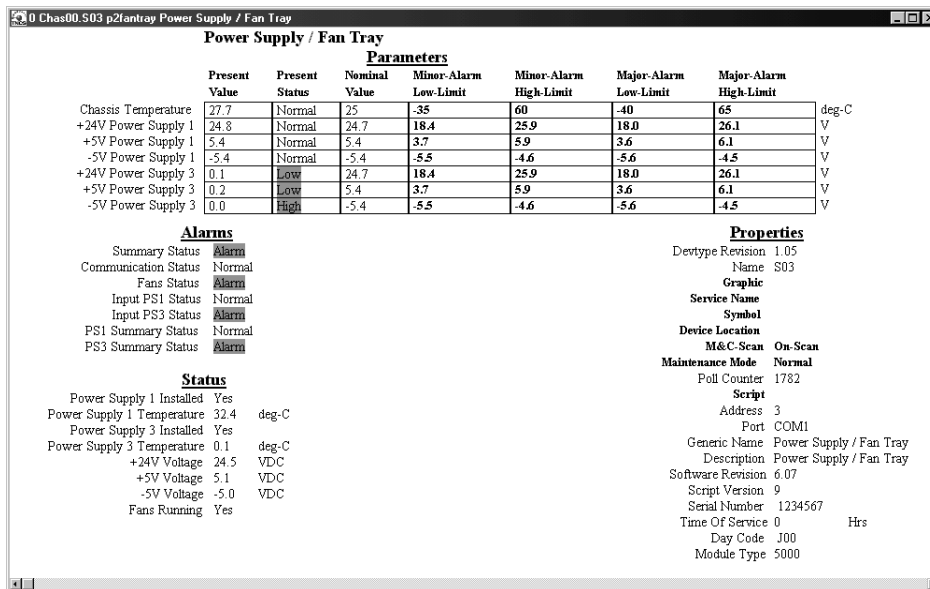 0 Chas00.S03 p2fantray Power Supply / Fan Tray
Power Supply / Fan Tray
Parameters
Present Value Present Status Nominal Value Minor-Alarm Low-Limit Minor-Alarm High-Limit Major-Alarm Low-Limit Major-Alarm High-Limit
Chassis Temperature 27.7 Normal 25 -35 60 -40 65 deg-C
+24V Power Supply 1 24.8 Normal 24.7 18.4 25.9 18.0 26.1 V
+5V Power Supply 1 5.4 Normal 5.4 3.7 5.9 3.6 6.1 V
-5V Power Supply 1 -5.4 Normal -5.4 -5.5 -4.6 -5.6 -4.5 V
+24V Power Supply 3 0.1 Low 24.7 18.4 25.9 18.0 26.1 V
+5V Power Supply 3 0.2 Low 5.4 3.7 5.9 3.6 6.1 V
-5V Power Supply 3 0.0 High -5.4 -5.5 -4.6 -5.6 -4.5 V
Alarms
Summary Status Alarm
Communication Status Normal
Fans Status Alarm
Input PS1 Status Normal
Input PS3 Status Alarm
PS1 Summary Status Normal
PS3 Summary Status Alarm
Status
Power Supply 1 Installed Yes
Power Supply 1 Temperature 32.4 deg-C
Power Supply 3 Installed Yes
Power Supply 3 Temperature 0.1 deg-C
+24V Voltage 24.5 VDC
+5V Voltage 5.1 VDC
-5V Voltage -5.0 VDC
Fans Running Yes
Properties
Devtype Revision 1.05
Name S03
Graphic
Service Name
Symbol
Device Location
M&C-Scan On-Scan
Maintenance Mode Normal
Poll Counter 1782
Script
Address 3
Port COM1
Generic Name Power Supply / Fan Tray
Description Power Supply / Fan Tray
Software Revision 6.07
Script Version 9
Serial Number 1234567
Time Of Service 0 Hrs
Day Code J00
Module Type 5000